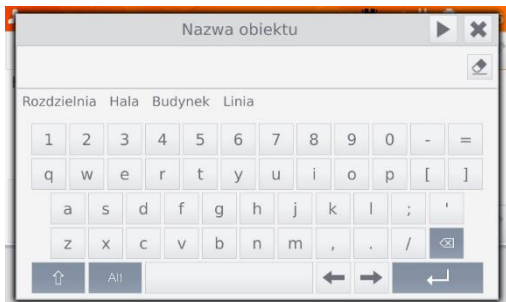 Nazwa obiektu
Rozdzielnia Hala Budynek Linia
1 2 3 4 5 6 7 8 9 0 - =
q w e r t y u i o p [ ]
a s d f g h j k l ; '
z x c v b n m , . /
Alt